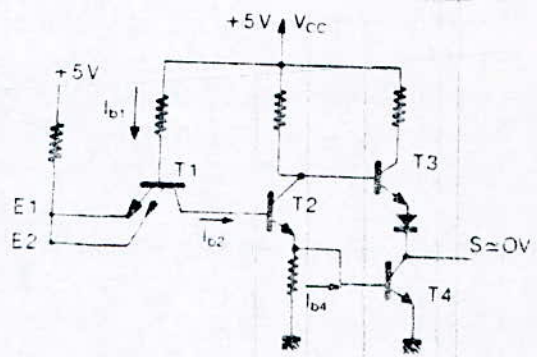 +5V VCC
+5V
Ib1
T1
T3
E1
T2
E2
Ib2
S≃0V
Ib4
T4